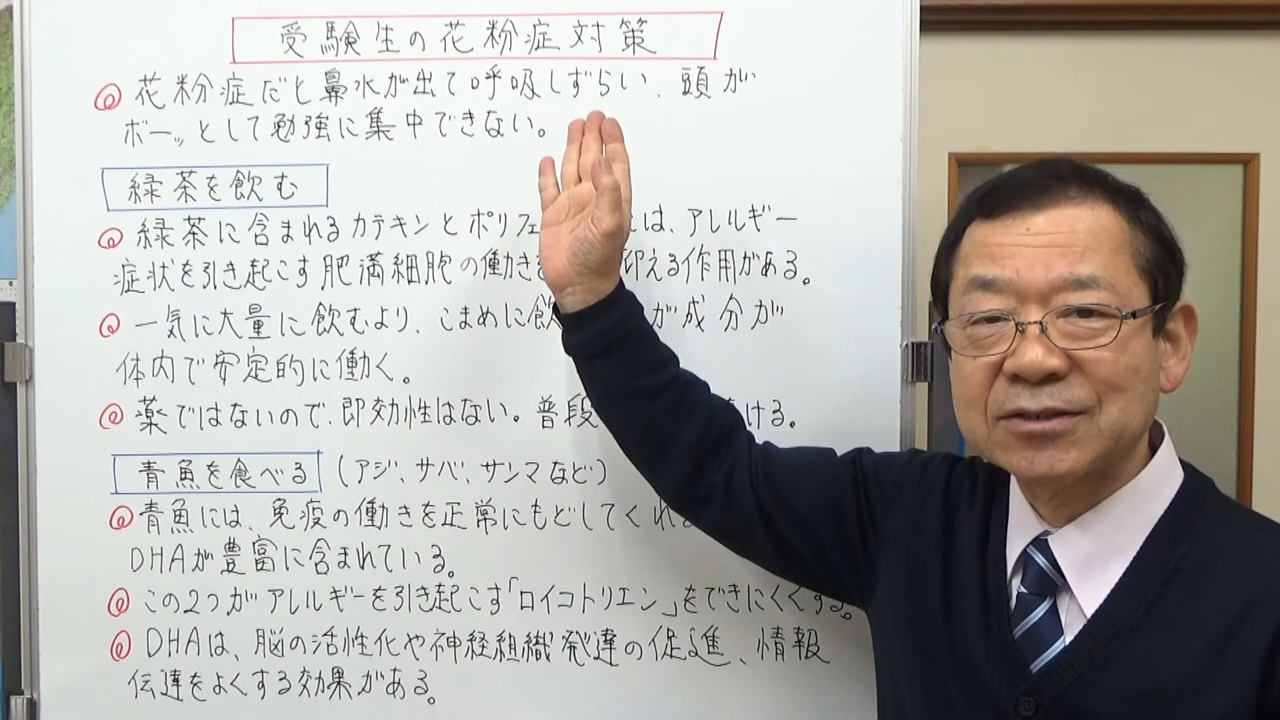 受験生の花粉症対策
花粉症だと鼻水が出て呼吸しずらい、頭が
ボーッとして勉強に集中できない。
緑茶を飲む
緑茶に含まれるカテキンとポリフェ には、アレルギー
症状を引き起こす肥満細胞の働き 抑える作用がある。
一気に大量に飲むより、こまめに飲 が成分が
体内で安定的に働く。
薬ではないので、即効性はない。普段 ける。
青魚を食べる (アジ、サバ、サンマなど)
青魚には、免疫の働きを正常にもどしてくれ
DHAが豊富に含まれている。
この2つがアレルギーを引き起こす「ロイコトリエン」をできにくくする。
DHAは、脳の活性化や神経組織発達の促進、情報
伝達をよくする効果がある。